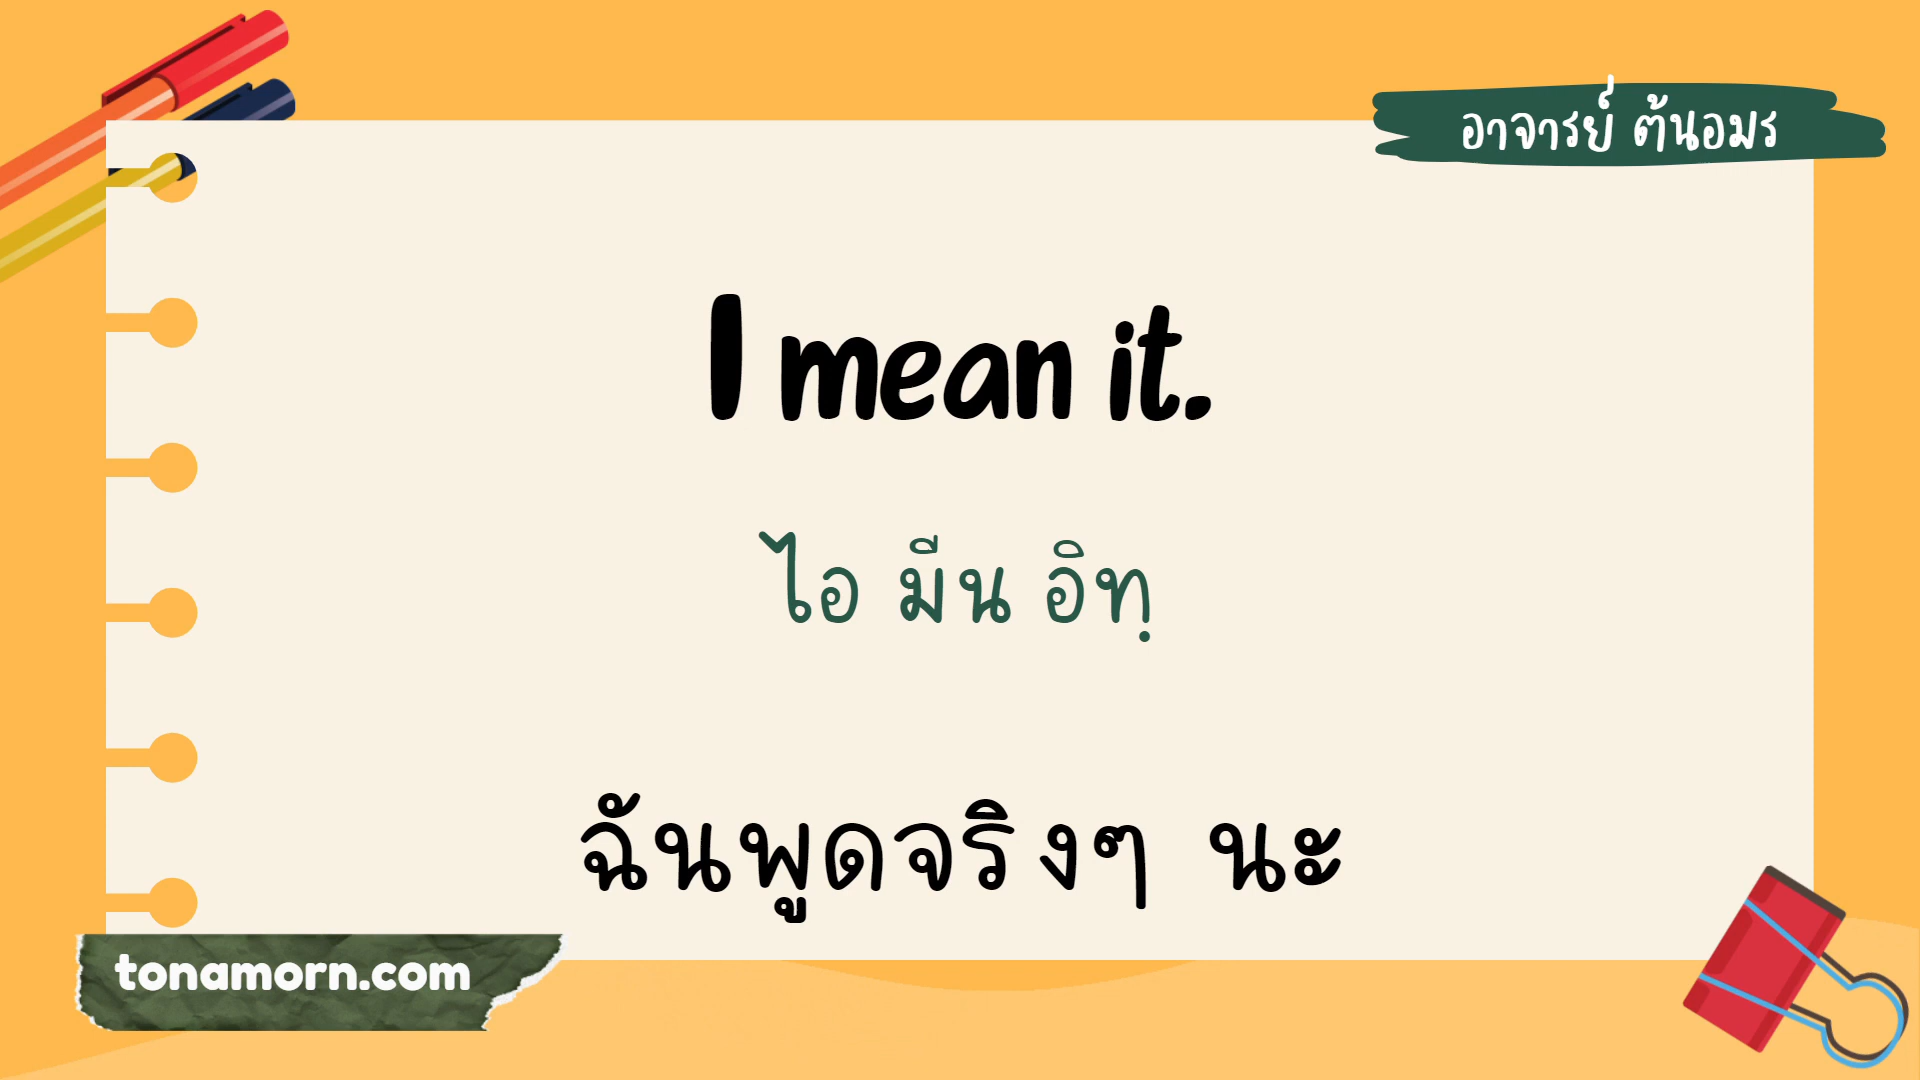 อาจารย์ ต้นอมร
I mean it.
ไอ มีน อิทฺ
ฉันพูดจริงๆ นะ
tonamorn.com